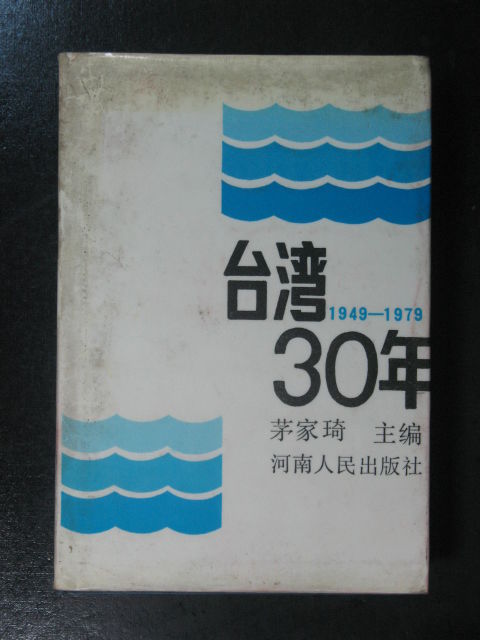 台湾
1949—1979
30年
茅家琦 主编
河南人民出版社